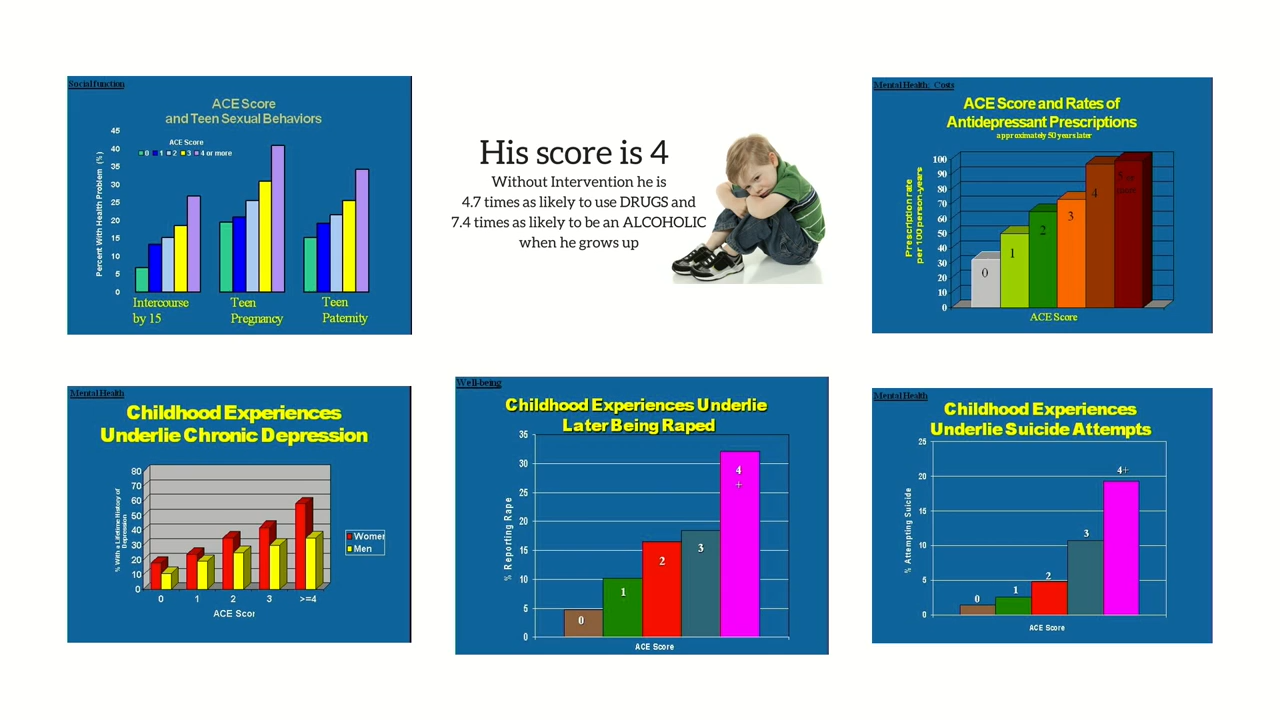 Social function
ACE Score
and Teen Sexual Behaviors
Percent With Health Problem (%)
45
40
35
30
25
20
15
10
5
0
ACE Score
0 1 2 3 4 or more
Intercourse
by 15
Teen
Pregnancy
Teen
Paternity
His score is 4
Without Intervention he is
4.7 times as likely to use DRUGS and
7.4 times as likely to be an ALCOHOLIC
when he grows up
Mental Health: Costs
ACE Score and Rates of
Antidepressant Prescriptions
approximately 50 years later
Prescription rate
per 100 person-years
100
90
80
70
60
50
40
30
20
10
0
0
1
2
3
4
5 or
more
ACE Score
Mental Health
Childhood Experiences
Underlie Chronic Depression
% With a Lifetime History of
Depression
80
70
60
50
40
30
20
10
0
0 1 2 3 >=4
ACE Scor
Women
Men
Well-being
Childhood Experiences Underlie
Later Being Raped
% Reporting Rape
35
30
25
20
15
10
5
0
0
1
2
3
4
+
ACE Score
Mental Health
Childhood Experiences
Underlie Suicide Attempts
% Attempting Suicide
25
20
15
10
5
0
0
1
2
3
4+
ACE Score